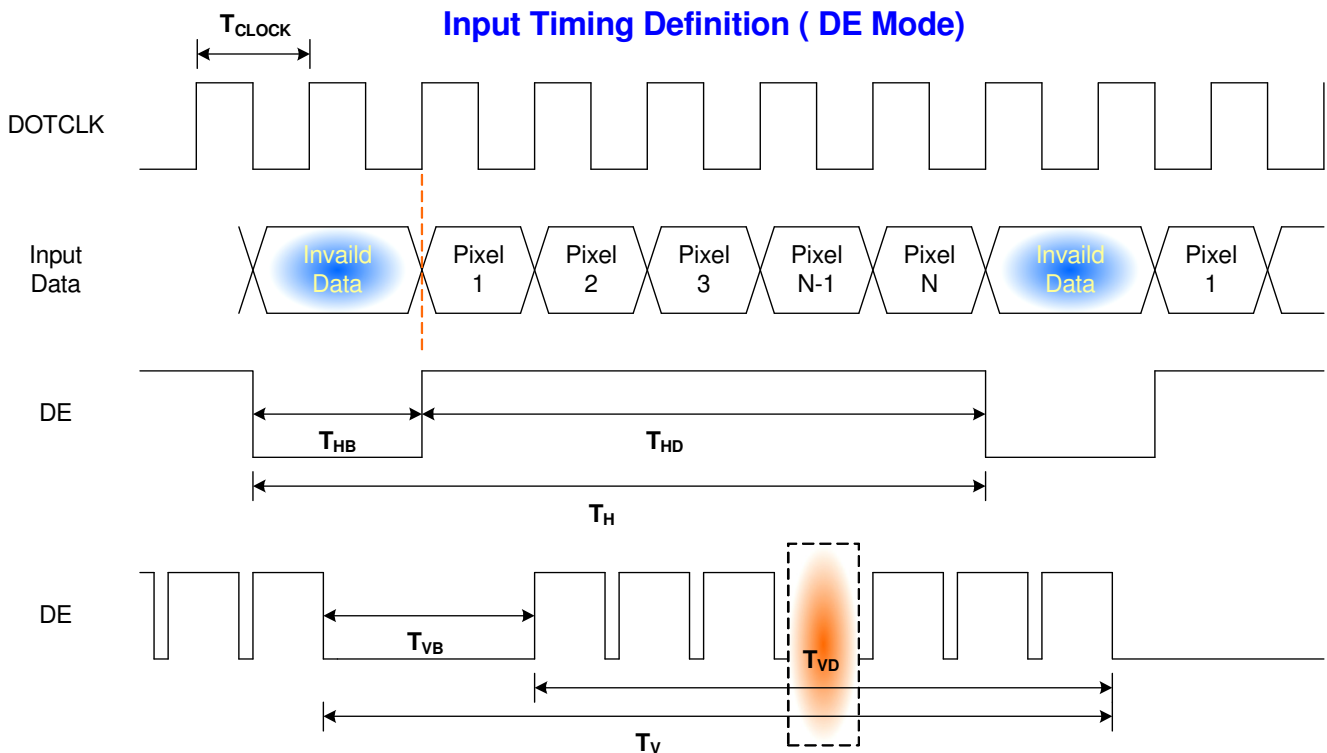 Input Timing Definition ( DE Mode)
TCLOCK
DOTCLK
Input
Data
Invaild
Data
Pixel
1
Pixel
2
Pixel
3
Pixel
N-1
Pixel
N
Invaild
Data
Pixel
1
DE
THB
THD
TH
DE
TVB
TVD
TV